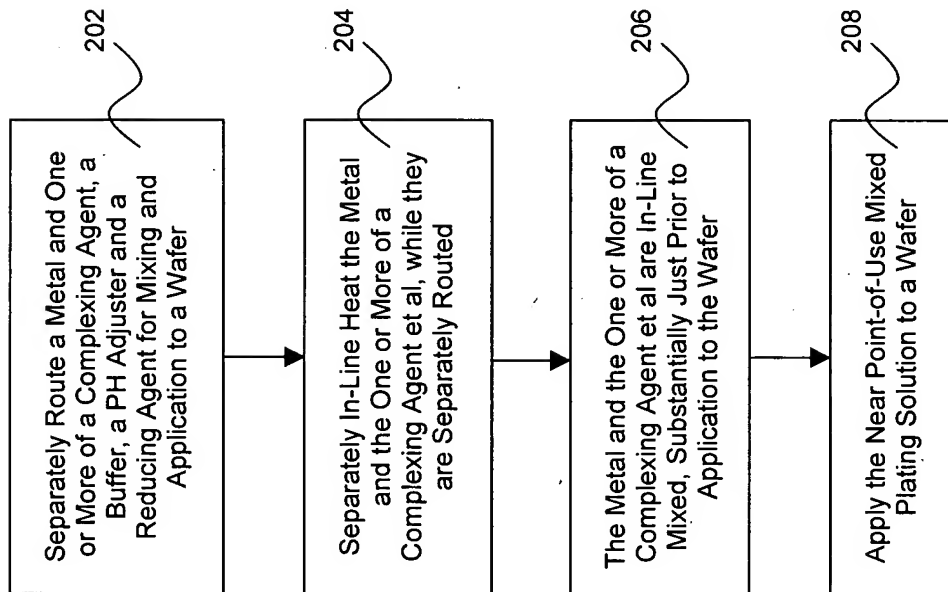 Separately Route a Metal and One
or More of a Complexing Agent, a
Buffer, a PH Adjuster and a
Reducing Agent for Mixing and
Application to a Wafer
202
Separately In-Line Heat the Metal
and the One or More of a
Complexing Agent et al, while they
are Separately Routed
204
The Metal and the One or More of a
Complexing Agent et al are In-Line
Mixed, Substantially Just Prior to
Application to the Wafer
206
Apply the Near Point-of-Use Mixed
Plating Solution to a Wafer
208